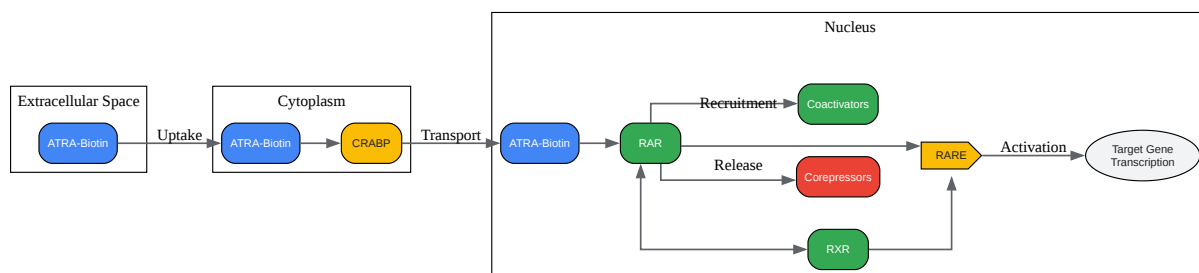 Nucleus
Extracellular Space
Cytoplasm
ATRA-Biotin
Uptake
ATRA-Biotin
CRABP
Transport
ATRA-Biotin
RAR
Recruitment
Coactivators
Release
Corepressors
RXR
RARE
Activation
Target Gene
Transcription